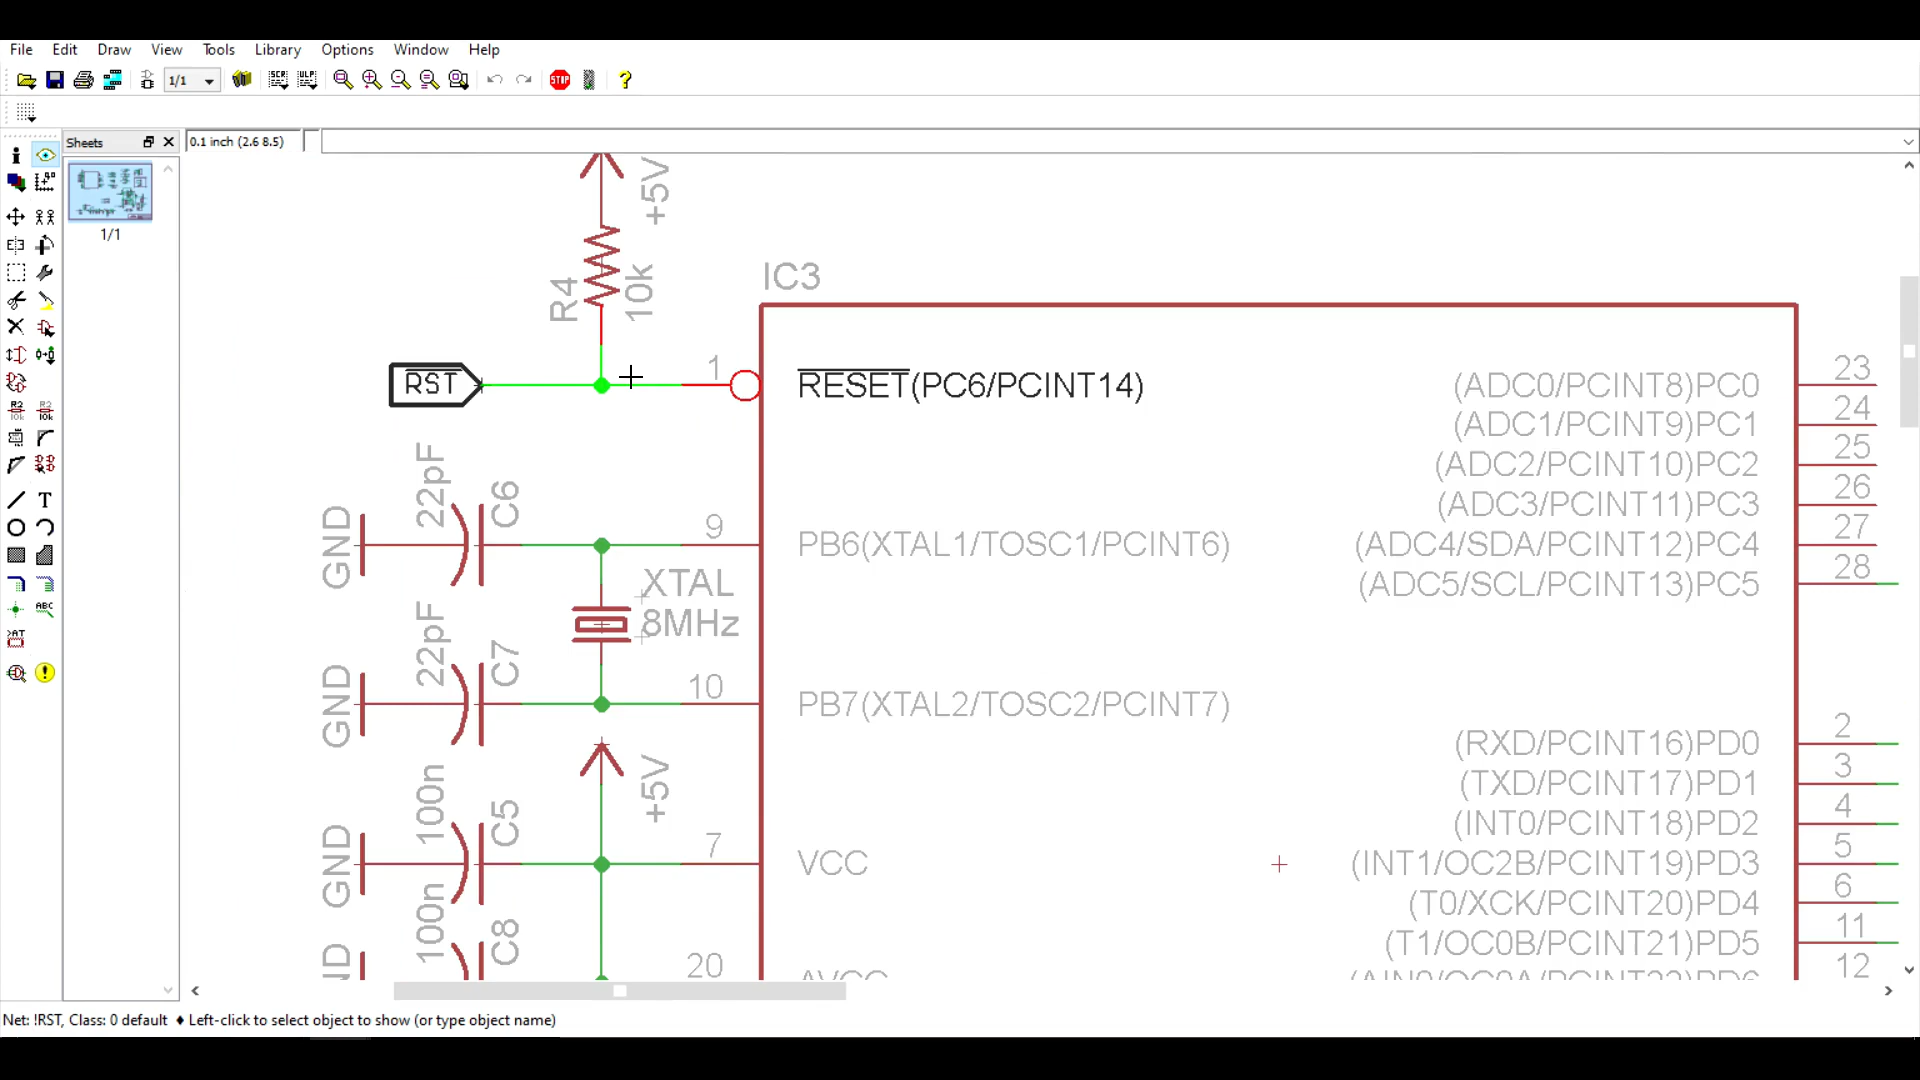 File Edit Draw View Tools Library Options Window Help
1/1 SCR ULP STOP ?
Sheets
0.1 inch (2.6 8.5)
1/1
+5V
R4
10k
IC3
RST
1
RESET(PC6/PCINT14)
(ADC0/PCINT8)PC0 23
(ADC1/PCINT9)PC1 24
(ADC2/PCINT10)PC2 25
(ADC3/PCINT11)PC3 26
22pF
C6
GND
9
PB6(XTAL1/TOSC1/PCINT6)
(ADC4/SDA/PCINT12)PC4 27
(ADC5/SCL/PCINT13)PC5 28
XTAL
8MHz
22pF
C7
GND
10
PB7(XTAL2/TOSC2/PCINT7)
(RXD/PCINT16)PD0 2
(TXD/PCINT17)PD1 3
(INT0/PCINT18)PD2 4
+5V
100n
C5
GND
7
VCC
(INT1/OC2B/PCINT19)PD3 5
(T0/XCK/PCINT20)PD4 6
(T1/OC0B/PCINT21)PD5 11
100n
C8
20
12
Net: !RST, Class: 0 default ♦ Left-click to select object to show (or type object name)